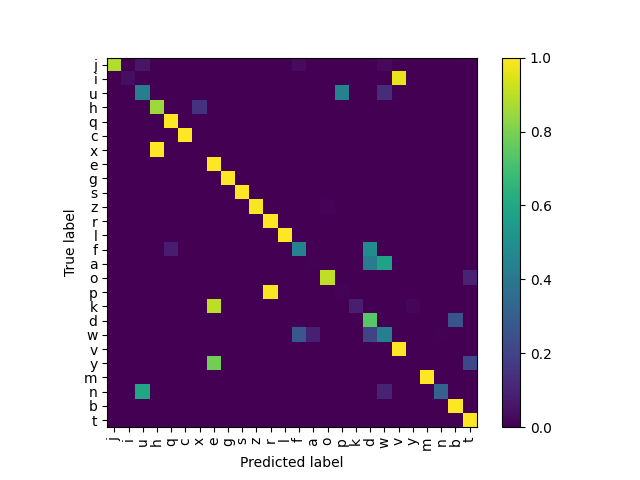 j
i
u
h
q
c
x
e
g
s
z
r
l
f
a
o
p
k
d
w
v
y
m
n
b
t
True label
j i u h q c x e g s z r l f a o p k d w v y m n b t
Predicted label
1.0
0.8
0.6
0.4
0.2
0.0